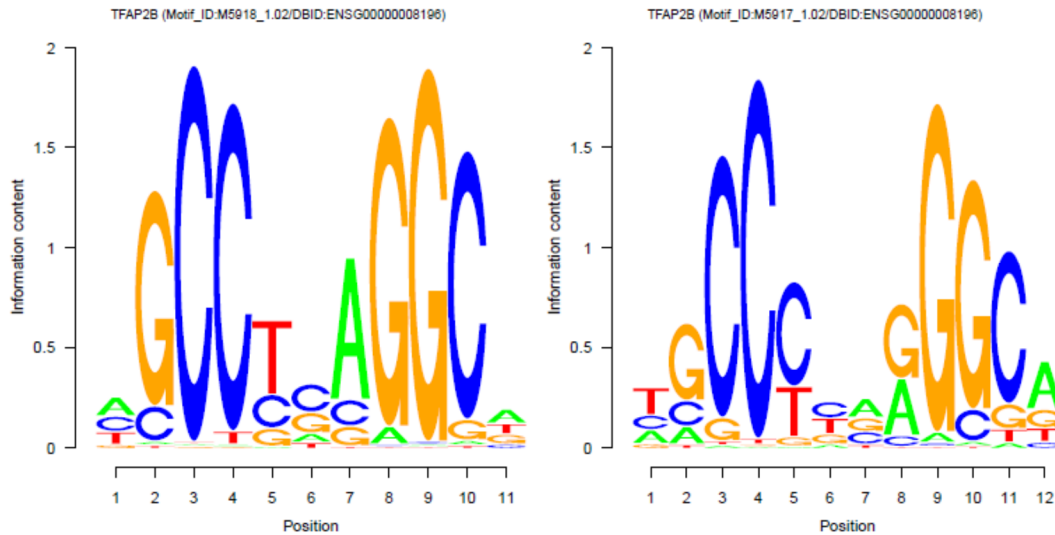 TFAP2B (Motif_ID:M5918_1.02/DBID:ENSG00000008196)
2
1.5
1
0.5
0
Information content
1 2 3 4 5 6 7 8 9 10 11
Position
TFAP2B (Motif_ID:M5917_1.02/DBID:ENSG00000008196)
2
1.5
1
0.5
0
Information content
1 2 3 4 5 6 7 8 9 10 11 12
Position